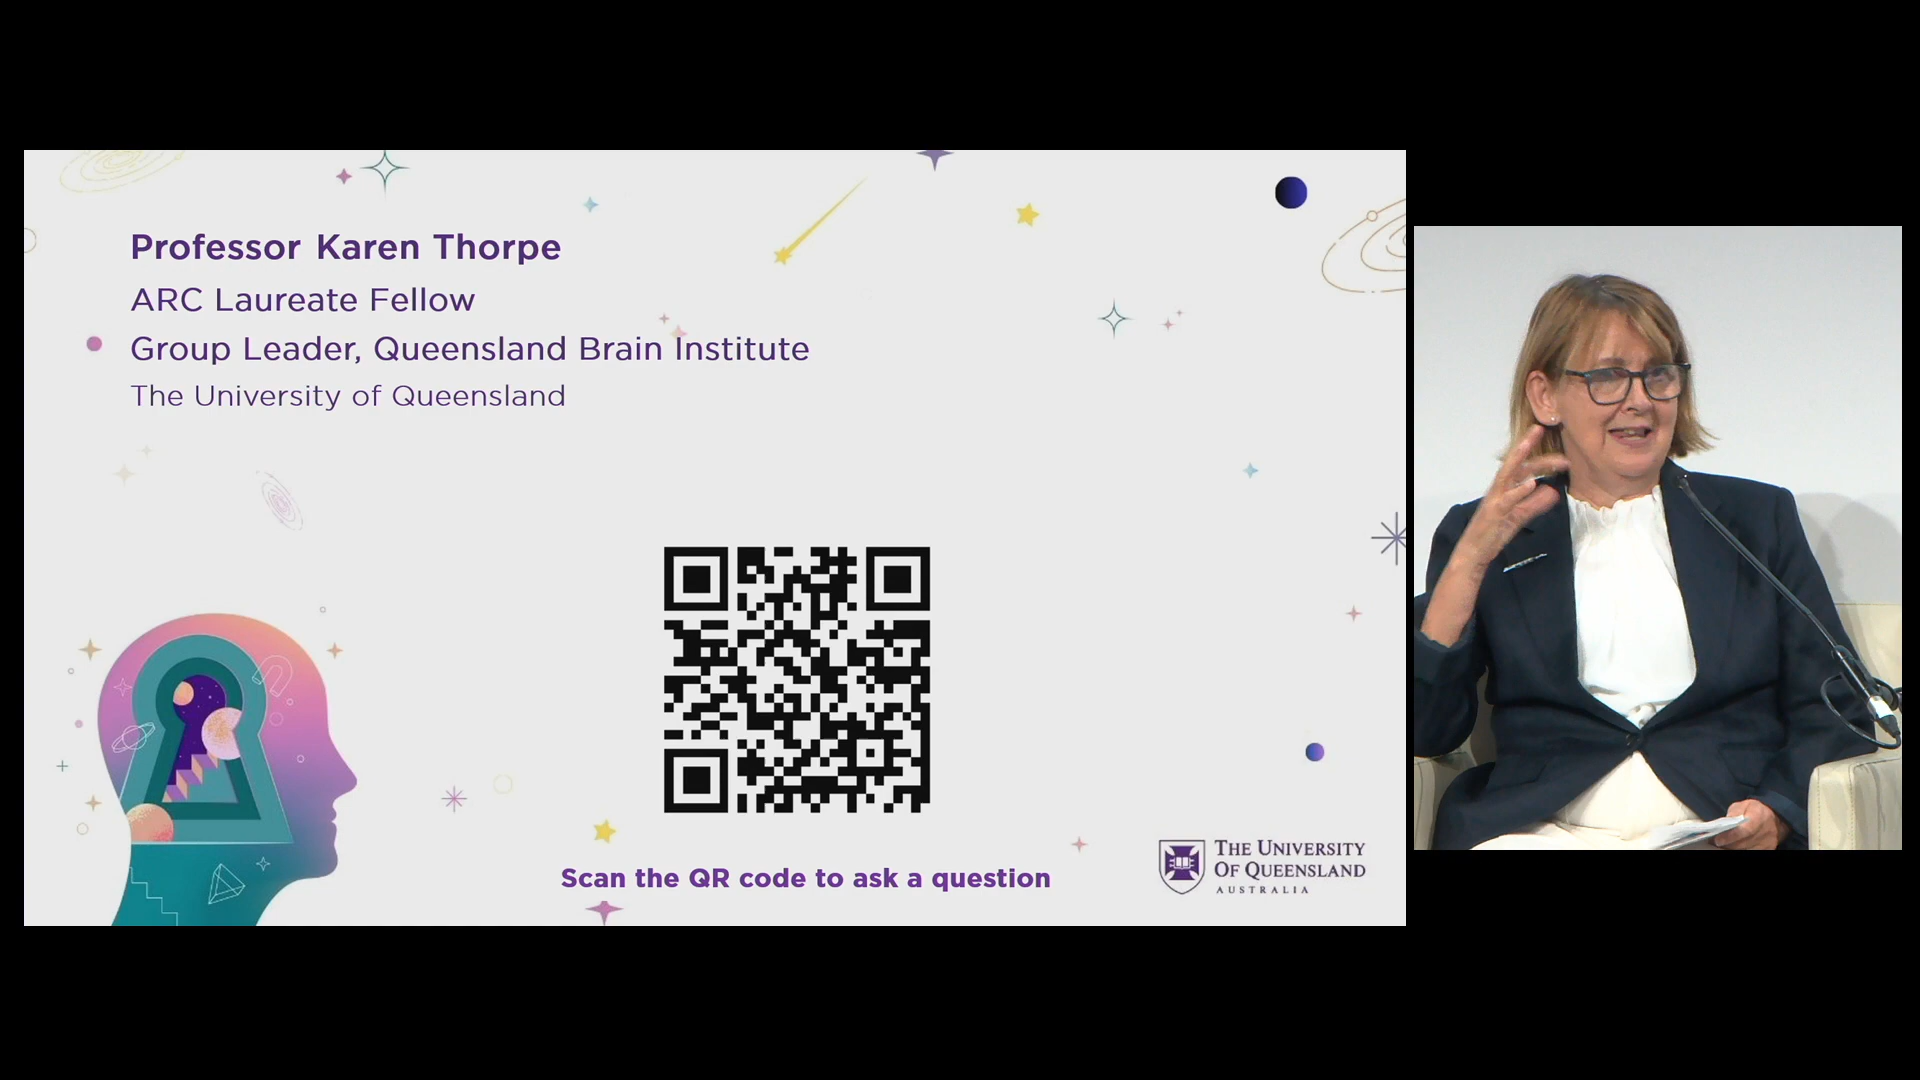 Professor Karen Thorpe
ARC Laureate Fellow
Group Leader, Queensland Brain Institute
The University of Queensland
Scan the QR code to ask a question
THE UNIVERSITY
OF QUEENSLAND
AUSTRALIA